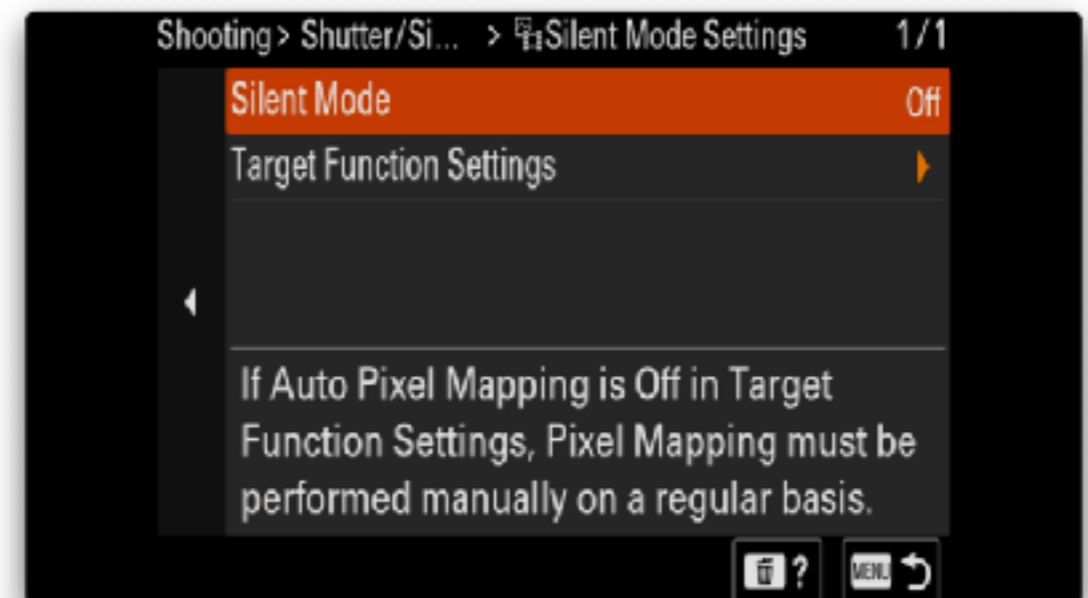 Shooting > Shutter/Si... > Silent Mode Settings 1/1
Silent Mode Off
Target Function Settings
If Auto Pixel Mapping is Off in Target
Function Settings, Pixel Mapping must be
performed manually on a regular basis.
? MENU